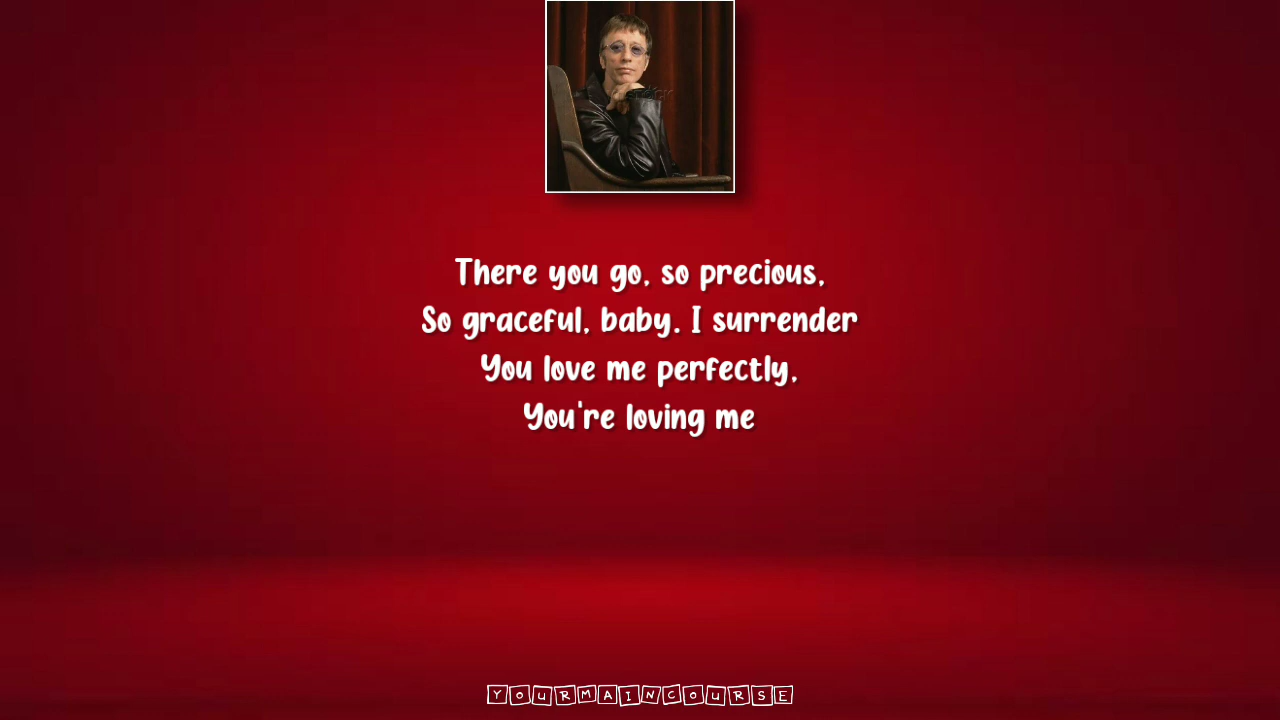 There you go, so precious,
So graceful, baby. I surrender
You love me perfectly,
You're loving me
YOURMAINCOURSE